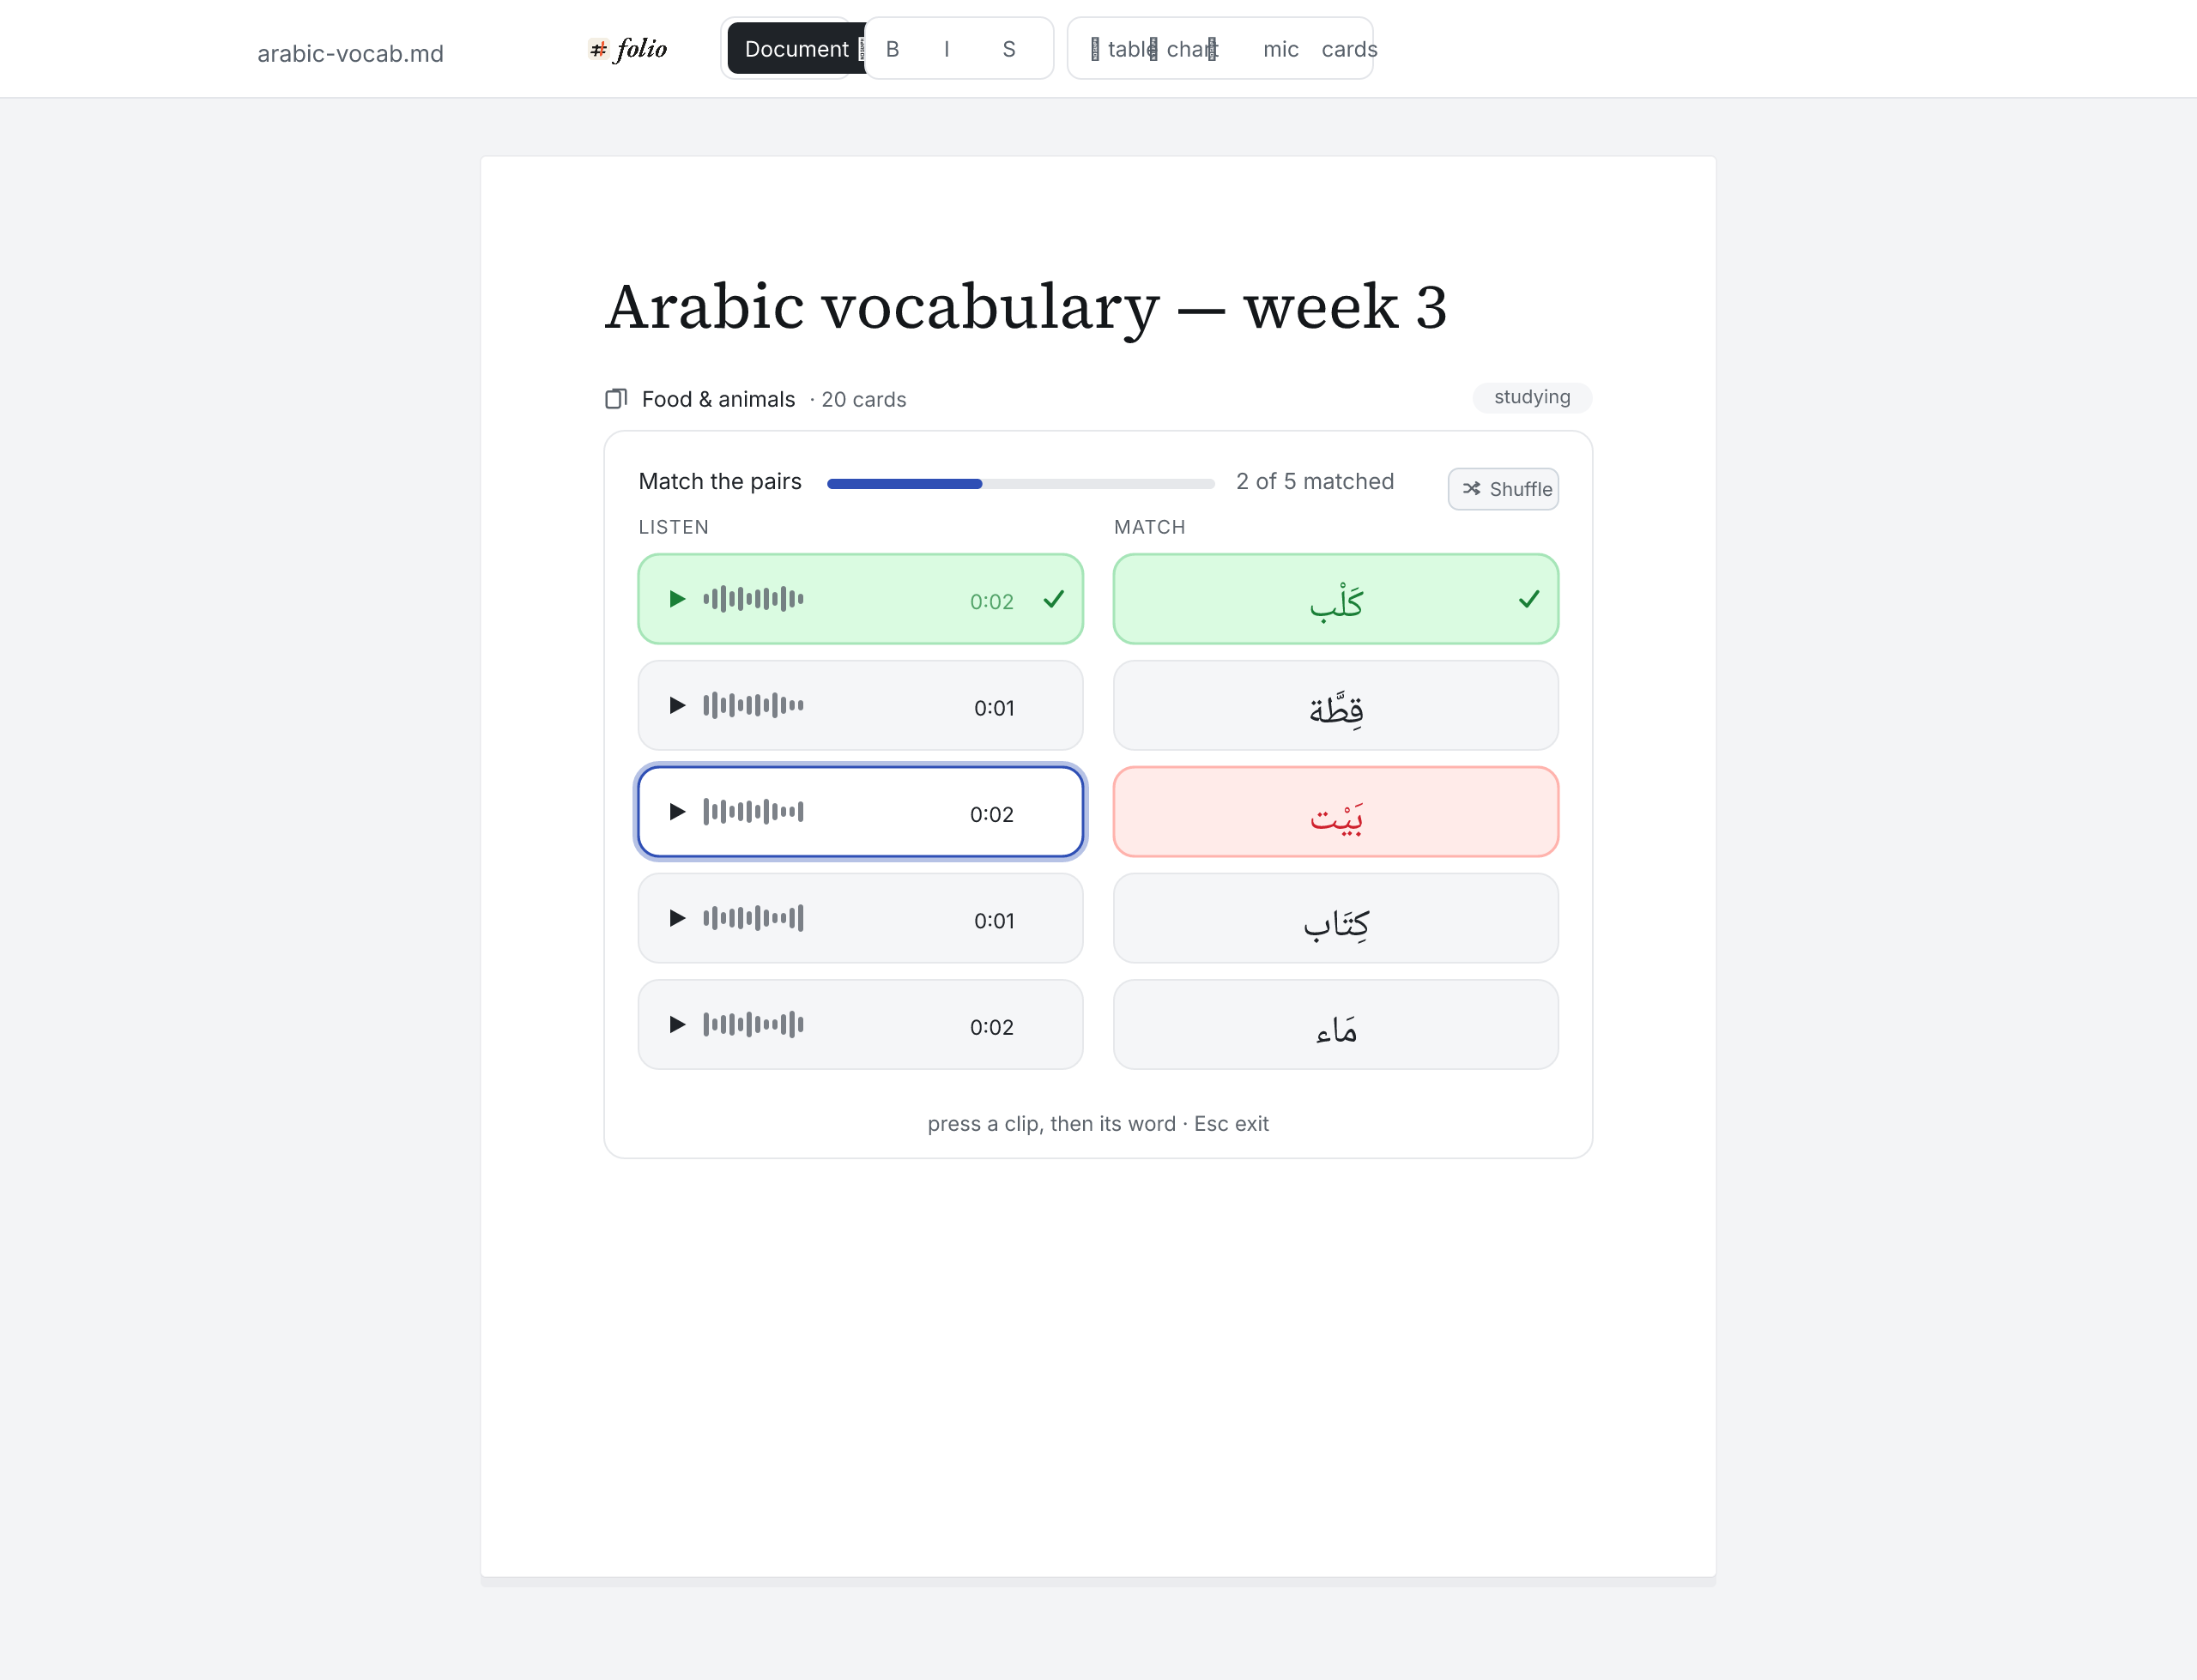 arabic-vocab.md
# folio
Document
B I S
table chart mic cards
Arabic vocabulary — week 3
Food & animals · 20 cards
studying
Match the pairs
2 of 5 matched
Shuffle
LISTEN
MATCH
0:02
كَلْب
0:01
قِطَّة
0:02
بَيْت
0:01
كِتَاب
0:02
مَاء
press a clip, then its word · Esc exit